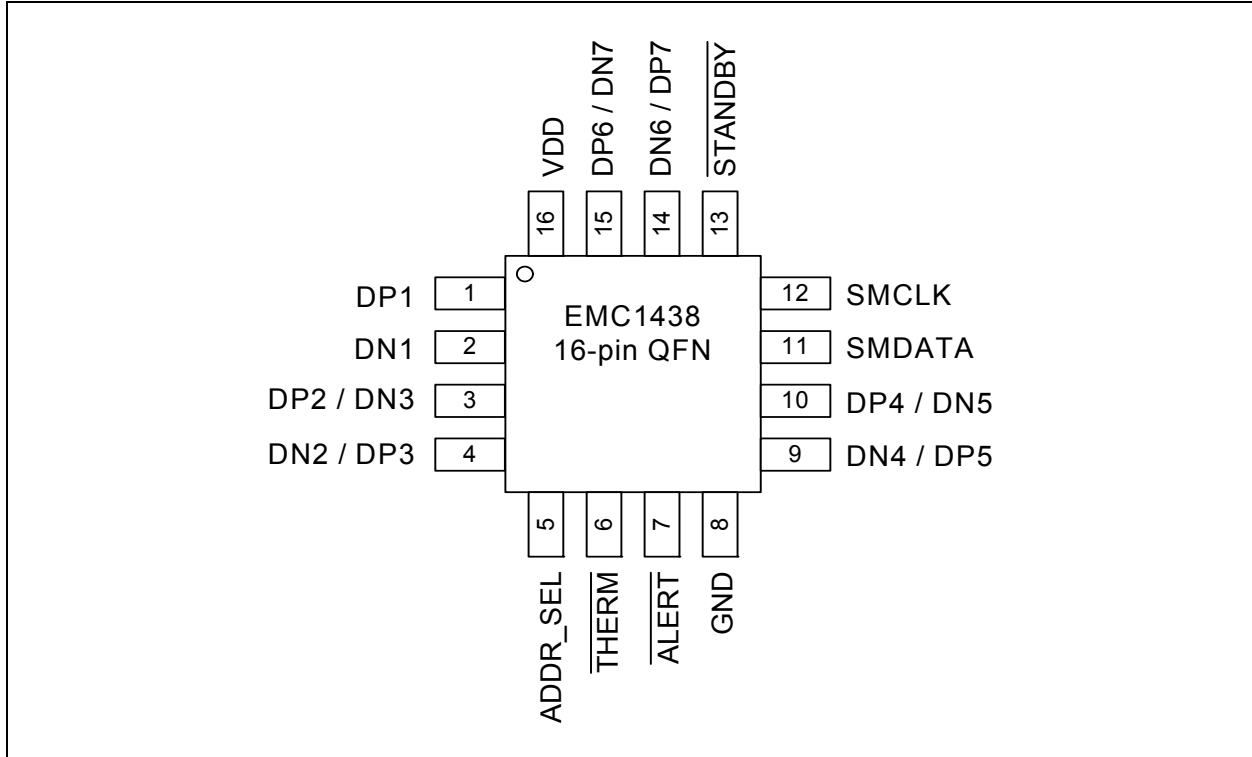 VDD
DP6 / DN7
DN6 / DP7
STANDBY
16
15
14
13
DP1
1
DN1
2
DP2 / DN3
3
DN2 / DP3
4
EMC1438
16-pin QFN
12
SMCLK
11
SMDATA
10
DP4 / DN5
9
DN4 / DP5
5
6
7
8
ADDR_SEL
THERM
ALERT
GND